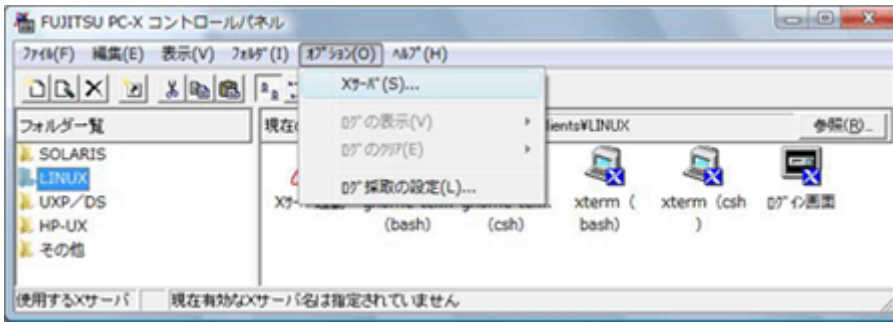 FUJITSU PC-X コントロールパネル
ﾌｧｲﾙ(F) 編集(E) 表示(V) ﾌｫﾙﾀﾞ(I) ｵﾌﾟｼｮﾝ(O) ﾍﾙﾌﾟ(H)
Xｻｰﾊﾞ(S)...
ﾛｸﾞの表示(V)
ﾛｸﾞのｸﾘｱ(E)
ﾛｸﾞ採取の設定(L)...
フォルダ一覧
現在
ients¥LINUX
参照(R)...
SOLARIS
LINUX
UXP/DS
HP-UX
その他
(bash)
(csh)
xterm (
bash)
xterm (csh
)
ﾛｸﾞｲﾝ画面
使用するXサーバ
現在有効なXサーバ名は指定されていません